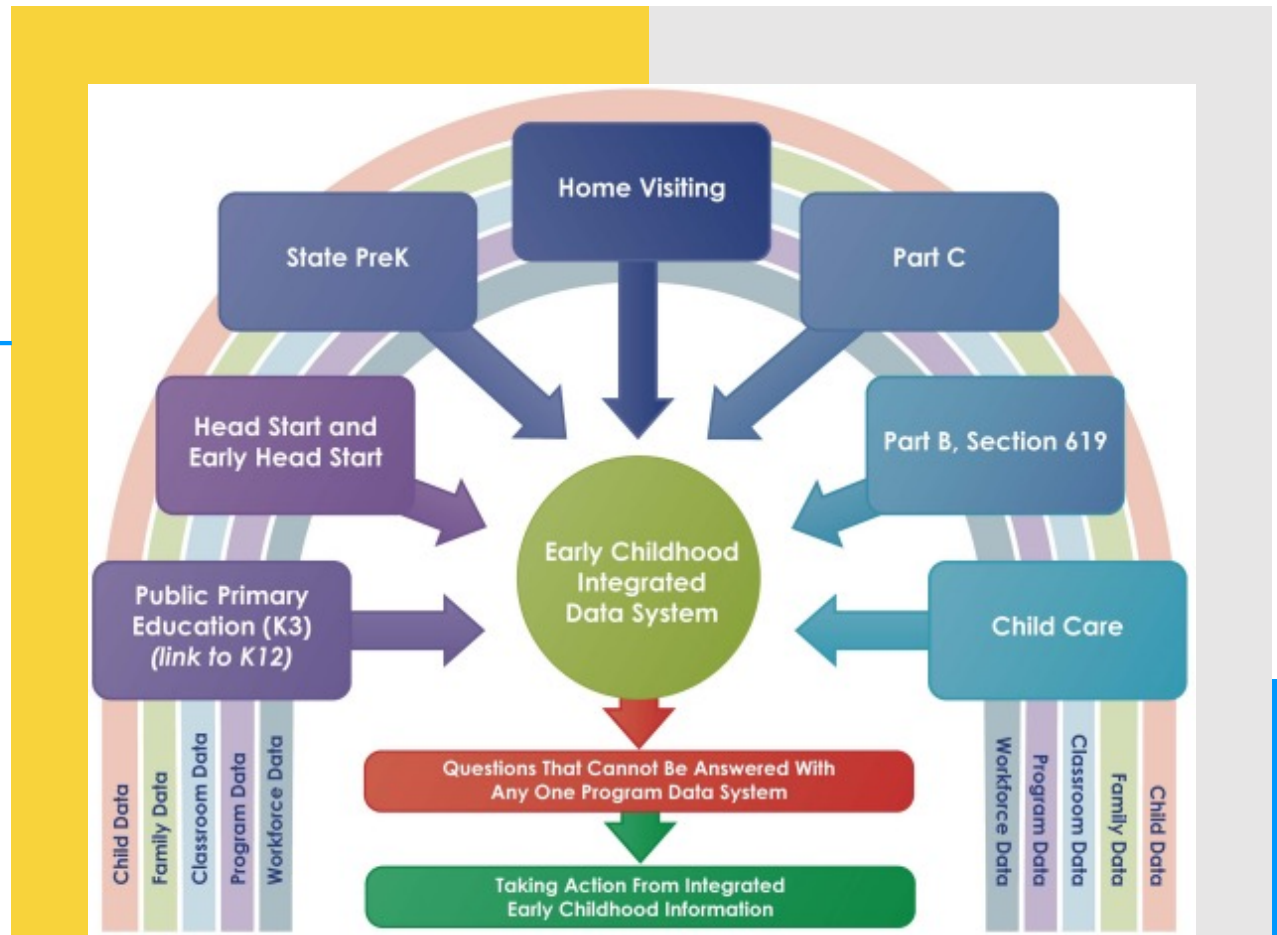 Home Visiting
State PreK
Part C
Head Start and
Early Head Start
Part B, Section 619
Early Childhood
Integrated
Data System
Public Primary
Education (K3)
(link to K12)
Child Care
Child Data
Family Data
Classroom Data
Program Data
Workforce Data
Questions That Cannot Be Answered With
Any One Program Data System
Taking Action From Integrated
Early Childhood Information
Workforce Data
Program Data
Classroom Data
Family Data
Child Data